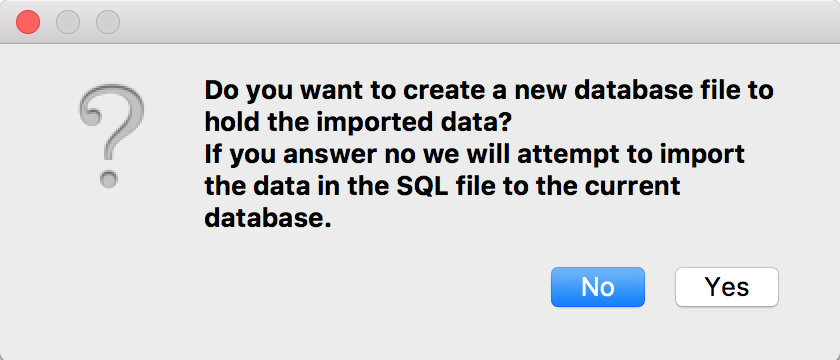 Do you want to create a new database file to
hold the imported data?
If you answer no we will attempt to import
the data in the SQL file to the current
database.
No Yes